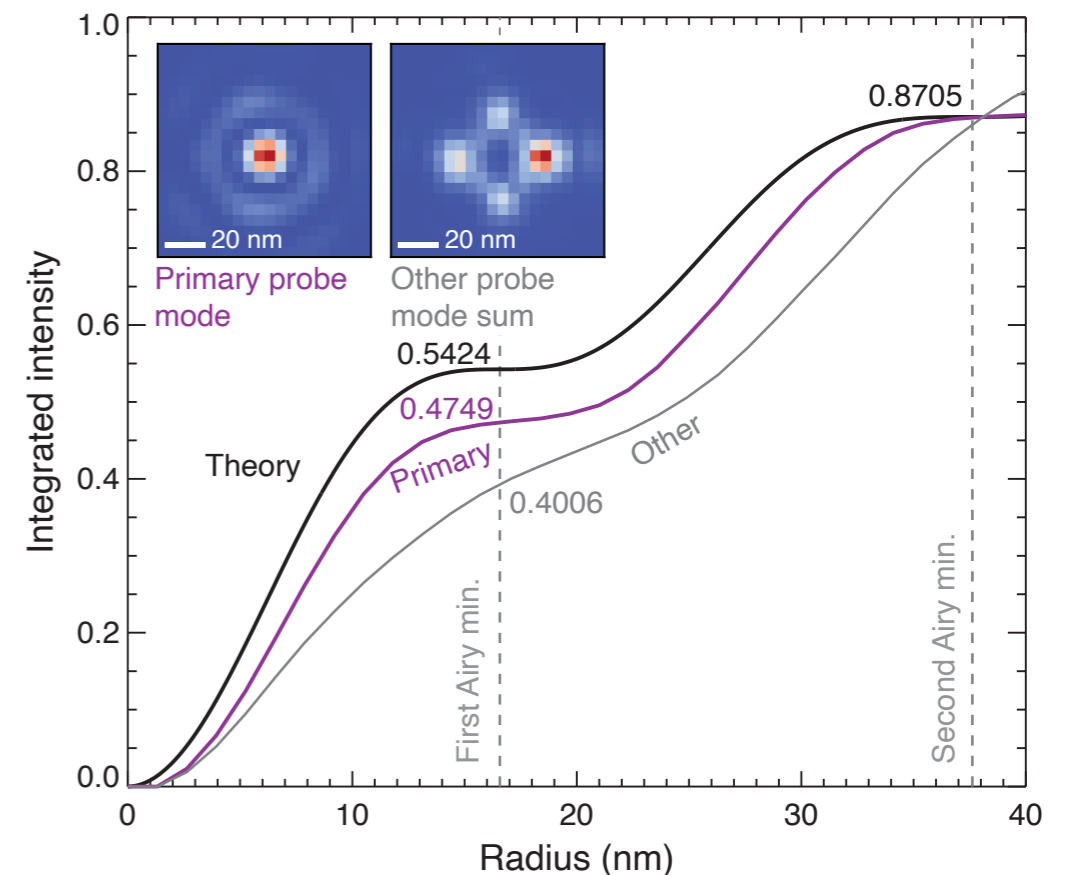 1.0
0.8
0.6
0.4
0.2
0.0
Integrated intensity
20 nm
20 nm
Primary probe
mode
Other probe
mode sum
0.8705
0.5424
0.4749
Theory
Primary
Other
0.4006
First Airy min.
Second Airy min.
0 10 20 30 40
Radius (nm)